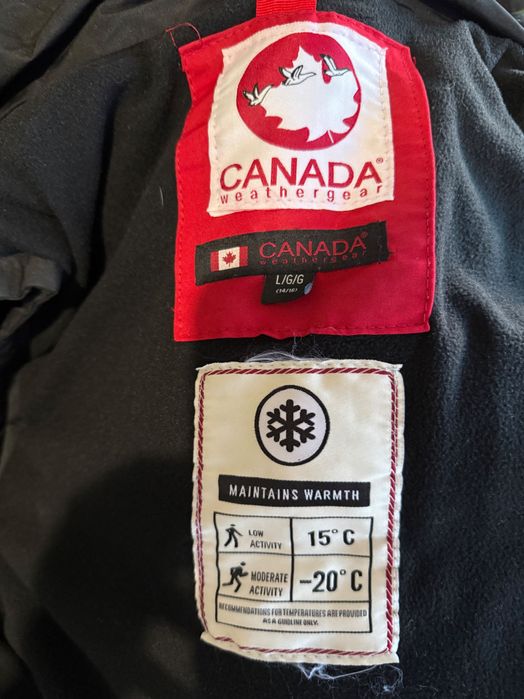 CANADA®
weathergear
CANADA®
weathergear
L/G/G
(14/16)
MAINTAINS WARMTH
LOW
ACTIVITY
15° C
MODERATE
ACTIVITY
-20° C
RECOMMENDATIONS FOR TEMPERATURES ARE PROVIDED
AS A GUIDLINE ONLY.